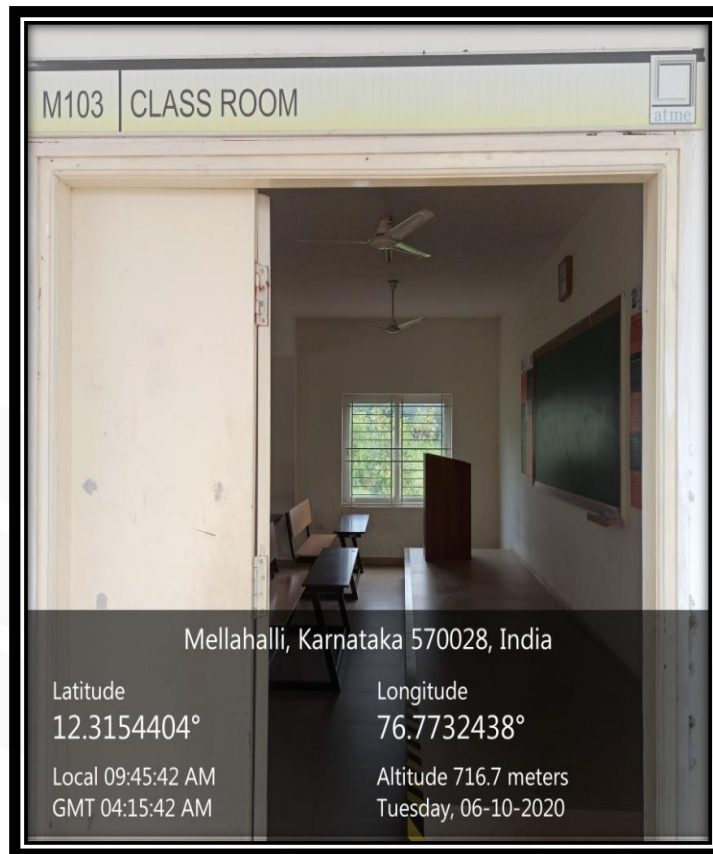 M103 CLASS ROOM
atme
Mellahalli, Karnataka 570028, India
Latitude
12.3154404°
Longitude
76.7732438°
Local 09:45:42 AM
GMT 04:15:42 AM
Altitude 716.7 meters
Tuesday, 06-10-2020